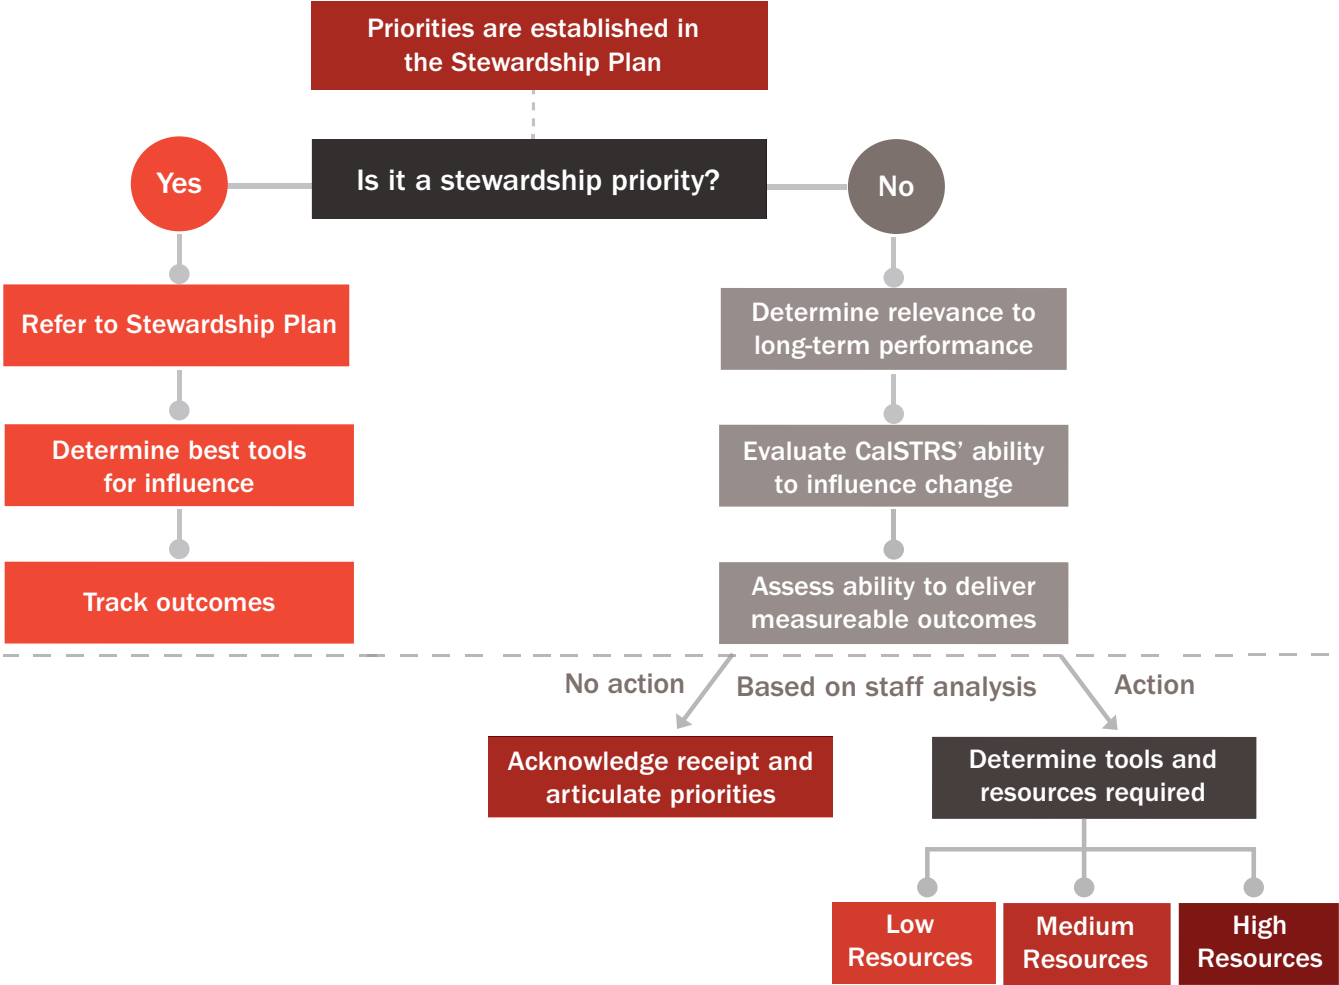 Priorities are established in
the Stewardship Plan
Is it a stewardship priority?
Yes
No
Refer to Stewardship Plan
Determine best tools
for influence
Track outcomes
Determine relevance to
long-term performance
Evaluate CalSTRS’ ability
to influence change
Assess ability to deliver
measureable outcomes
No action
Based on staff analysis
Action
Acknowledge receipt and
articulate priorities
Determine tools and
resources required
Low
Resources
Medium
Resources
High
Resources